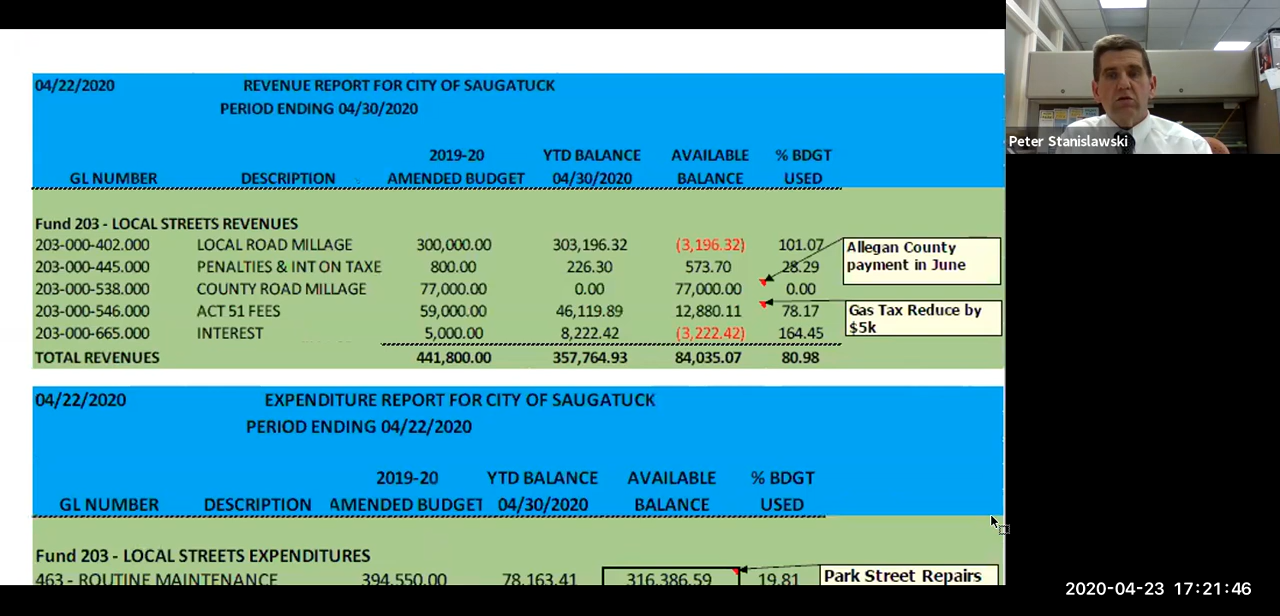 04/22/2020 REVENUE REPORT FOR CITY OF SAUGATUCK
PERIOD ENDING 04/30/2020
2019-20 YTD BALANCE AVAILABLE % BDGT
GL NUMBER DESCRIPTION AMENDED BUDGET 04/30/2020 BALANCE USED
Fund 203 - LOCAL STREETS REVENUES
203-000-402.000 LOCAL ROAD MILLAGE 300,000.00 303,196.32 (3,196.32) 101.07
203-000-445.000 PENALTIES & INT ON TAXE 800.00 226.30 573.70 28.29
203-000-538.000 COUNTY ROAD MILLAGE 77,000.00 0.00 77,000.00 0.00
203-000-546.000 ACT 51 FEES 59,000.00 46,119.89 12,880.11 78.17
203-000-665.000 INTEREST 5,000.00 8,222.42 (3,222.42) 164.45
TOTAL REVENUES 441,800.00 357,764.93 84,035.07 80.98
Allegan County
payment in June
Gas Tax Reduce by
$5k
04/22/2020 EXPENDITURE REPORT FOR CITY OF SAUGATUCK
PERIOD ENDING 04/22/2020
2019-20 YTD BALANCE AVAILABLE % BDGT
GL NUMBER DESCRIPTION AMENDED BUDGET 04/30/2020 BALANCE USED
Fund 203 - LOCAL STREETS EXPENDITURES
463 - ROUTINE MAINTENANCE 394,550.00 78,163.41 316,386.59 19.81
Park Street Repairs
Peter Stanislawski
2020-04-23 17:21:46